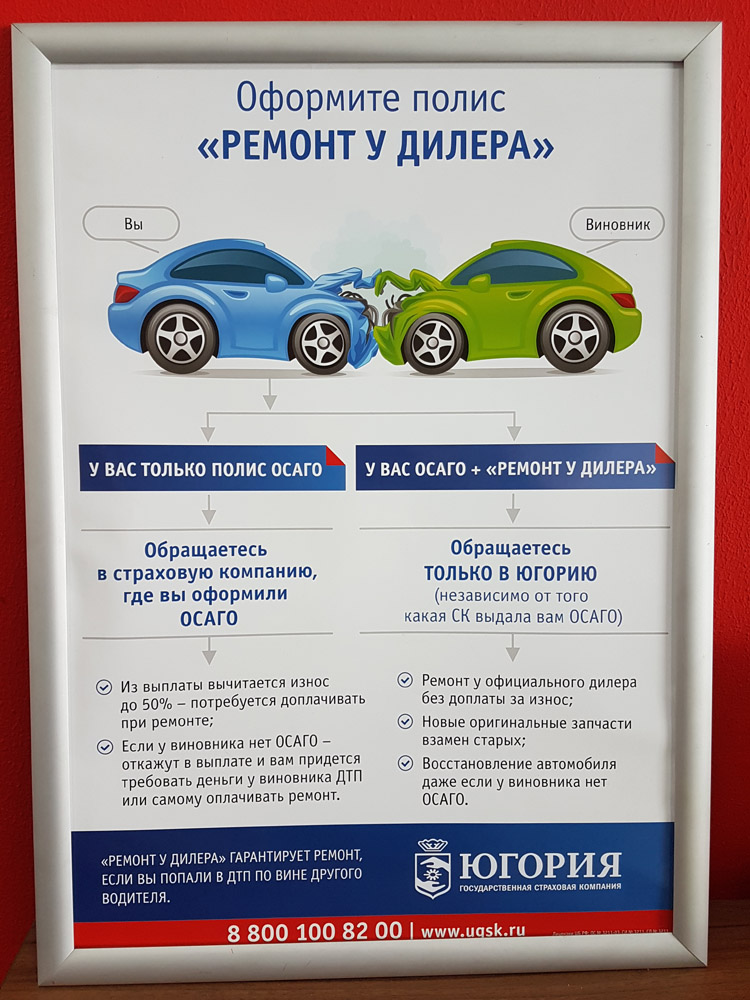 Оформите полис
«РЕМОНТ У ДИЛЕРА»
Вы
Виновник
У ВАС ТОЛЬКО ПОЛИС ОСАГО
Обращаетесь
в страховую компанию,
где вы оформили
ОСАГО
Из выплаты вычитается износ
до 50% – потребуется доплачивать
при ремонте;
Если у виновника нет ОСАГО –
откажут в выплате и вам придется
требовать деньги у виновника ДТП
или самому оплачивать ремонт.
У ВАС ОСАГО + «РЕМОНТ У ДИЛЕРА»
Обращаетесь
ТОЛЬКО В ЮГОРИЮ
(независимо от того
какая СК выдала вам ОСАГО)
Ремонт у официального дилера
без доплаты за износ;
Новые оригинальные запчасти
взамен старых;
Восстановление автомобиля
даже если у виновника нет
ОСАГО.
«РЕМОНТ У ДИЛЕРА» ГАРАНТИРУЕТ РЕМОНТ,
ЕСЛИ ВЫ ПОПАЛИ В ДТП ПО ВИНЕ ДРУГОГО
ВОДИТЕЛЯ.
ЮГОРИЯ
ГОСУДАРСТВЕННАЯ СТРАХОВАЯ КОМПАНИЯ
8 800 100 82 00 | www.ugsk.ru